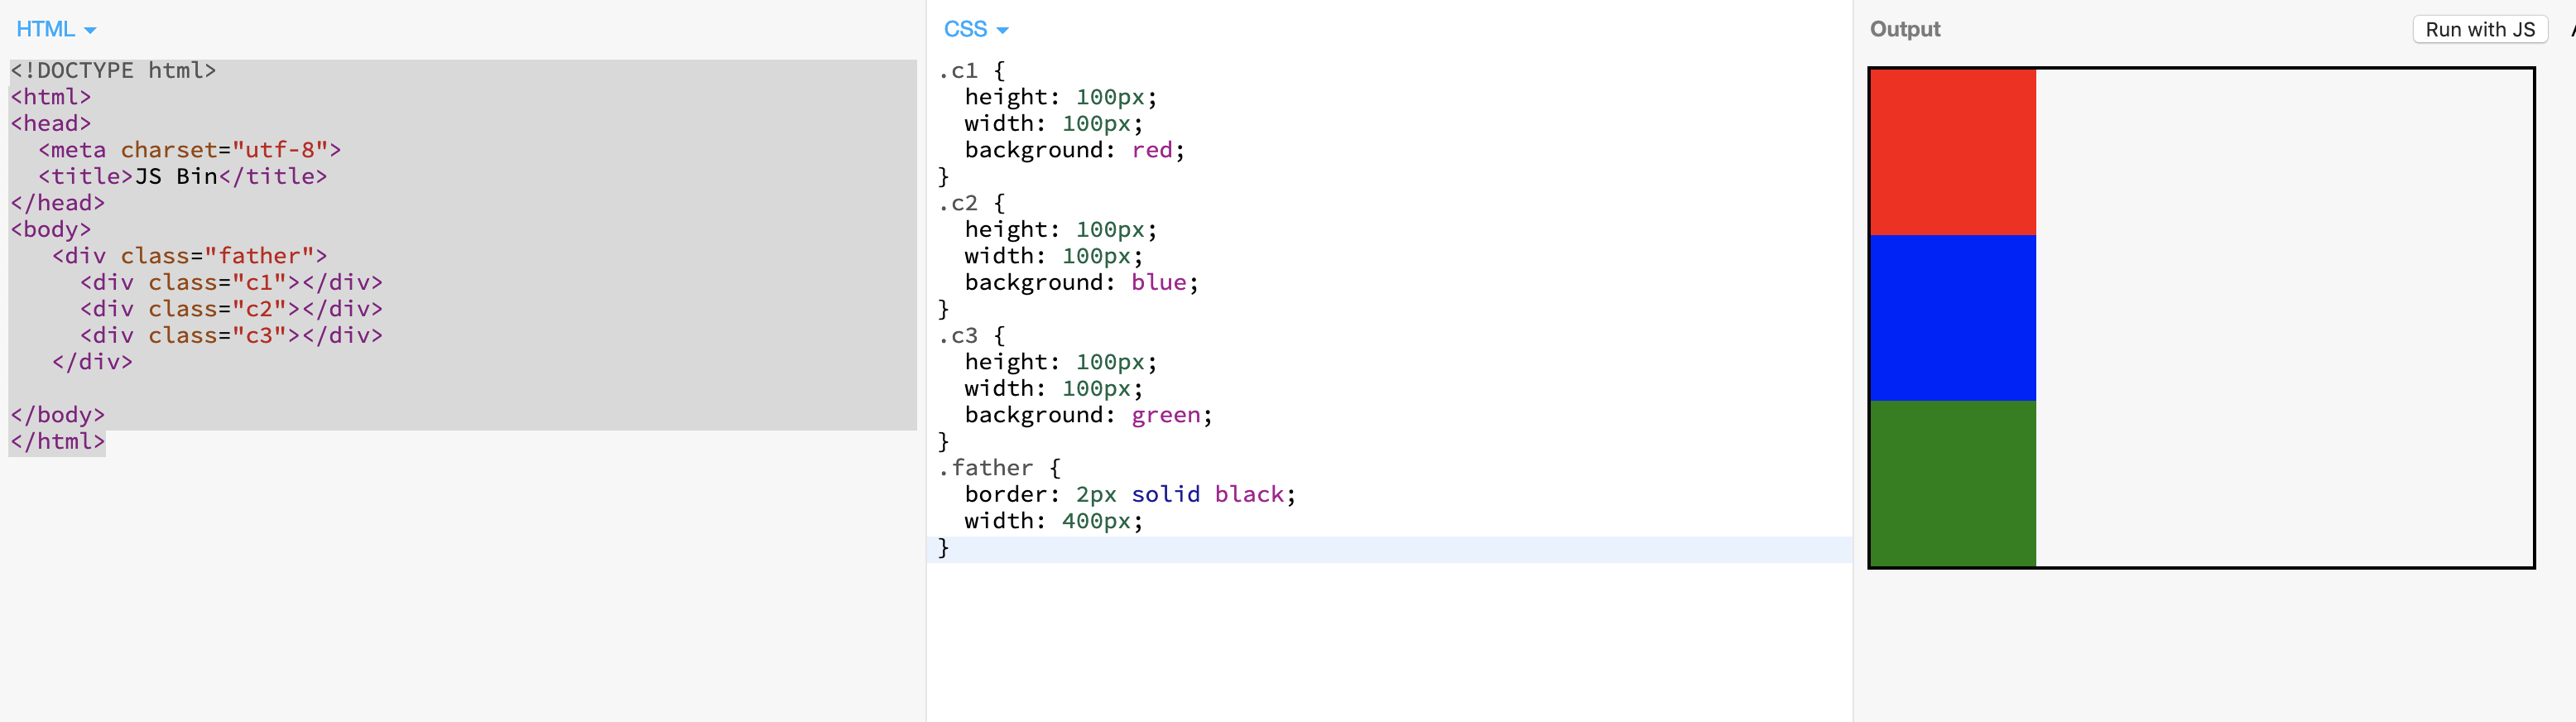 HTML
<!DOCTYPE html>
<html>
<head>
  <meta charset="utf-8">
  <title>JS Bin</title>
</head>
<body>
   <div class="father">
     <div class="c1"></div>
     <div class="c2"></div>
     <div class="c3"></div>
   </div>

</body>
</html>
CSS
.c1 {
  height: 100px;
  width: 100px;
  background: red;
}
.c2 {
  height: 100px;
  width: 100px;
  background: blue;
}
.c3 {
  height: 100px;
  width: 100px;
  background: green;
}
.father {
  border: 2px solid black;
  width: 400px;
}
Output
Run with JS